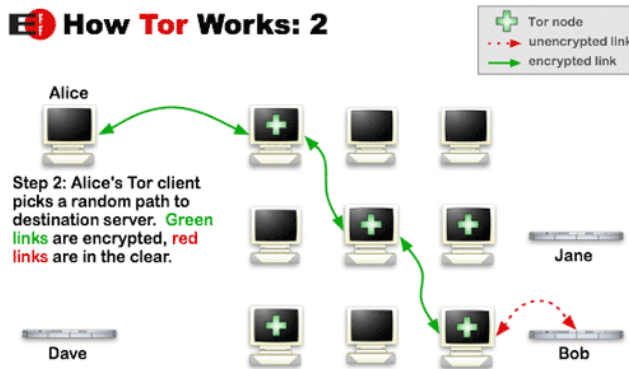 EFF How Tor Works: 2
Tor node
unencrypted link
encrypted link
Alice
Step 2: Alice's Tor client
picks a random path to
destination server. Green
links are encrypted, red
links are in the clear.
Jane
Dave
Bob